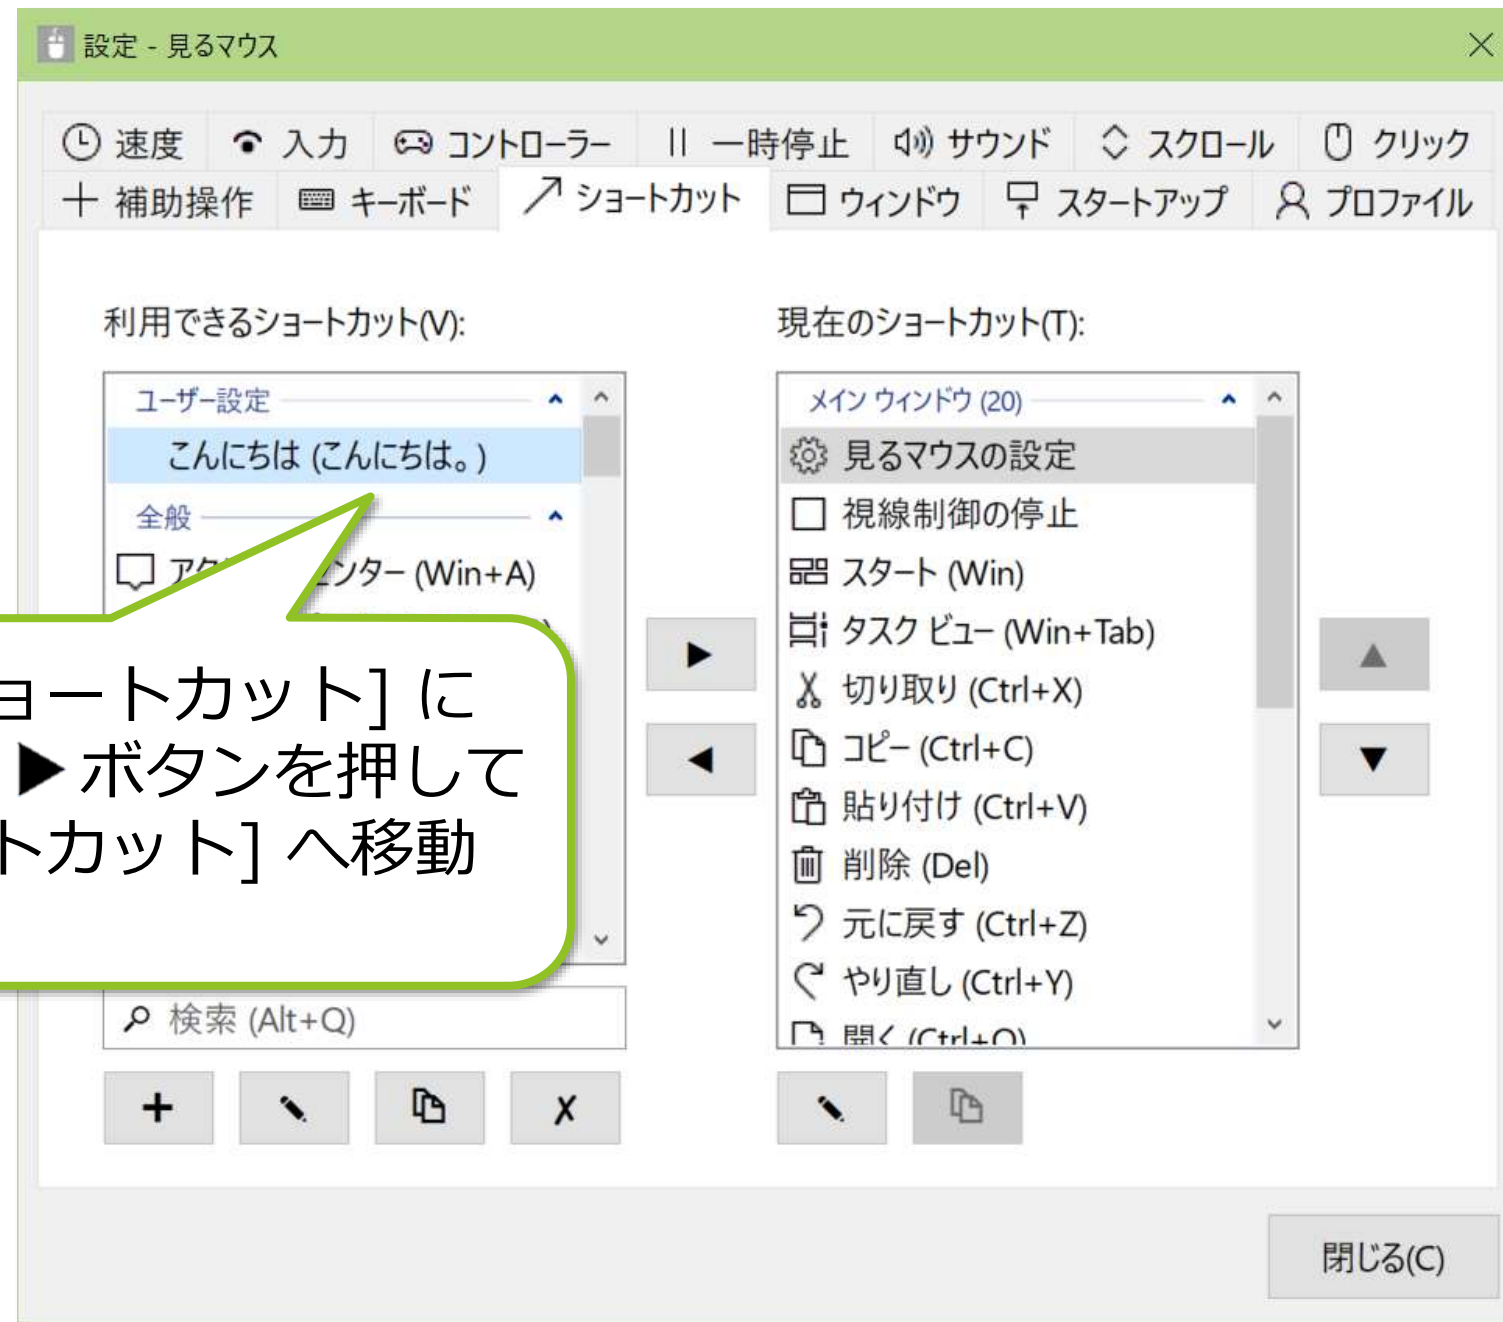 設定 - 見るマウス
速度 入力 コントローラー 一時停止 サウンド スクロール クリック
補助操作 キーボード ショートカット ウィンドウ スタートアップ プロファイル
利用できるショートカット(V):
ユーザー設定
こんにちは (こんにちは。)
全般
ンター (Win+A)
ョートカット] に
▶ボタンを押して
トカット] へ移動
検索 (Alt+Q)
現在のショートカット(T):
メイン ウィンドウ (20)
見るマウスの設定
視線制御の停止
スタート (Win)
タスク ビュー (Win+Tab)
切り取り (Ctrl+X)
コピー (Ctrl+C)
貼り付け (Ctrl+V)
削除 (Del)
元に戻す (Ctrl+Z)
やり直し (Ctrl+Y)
開く (Ctrl+O)
閉じる(C)